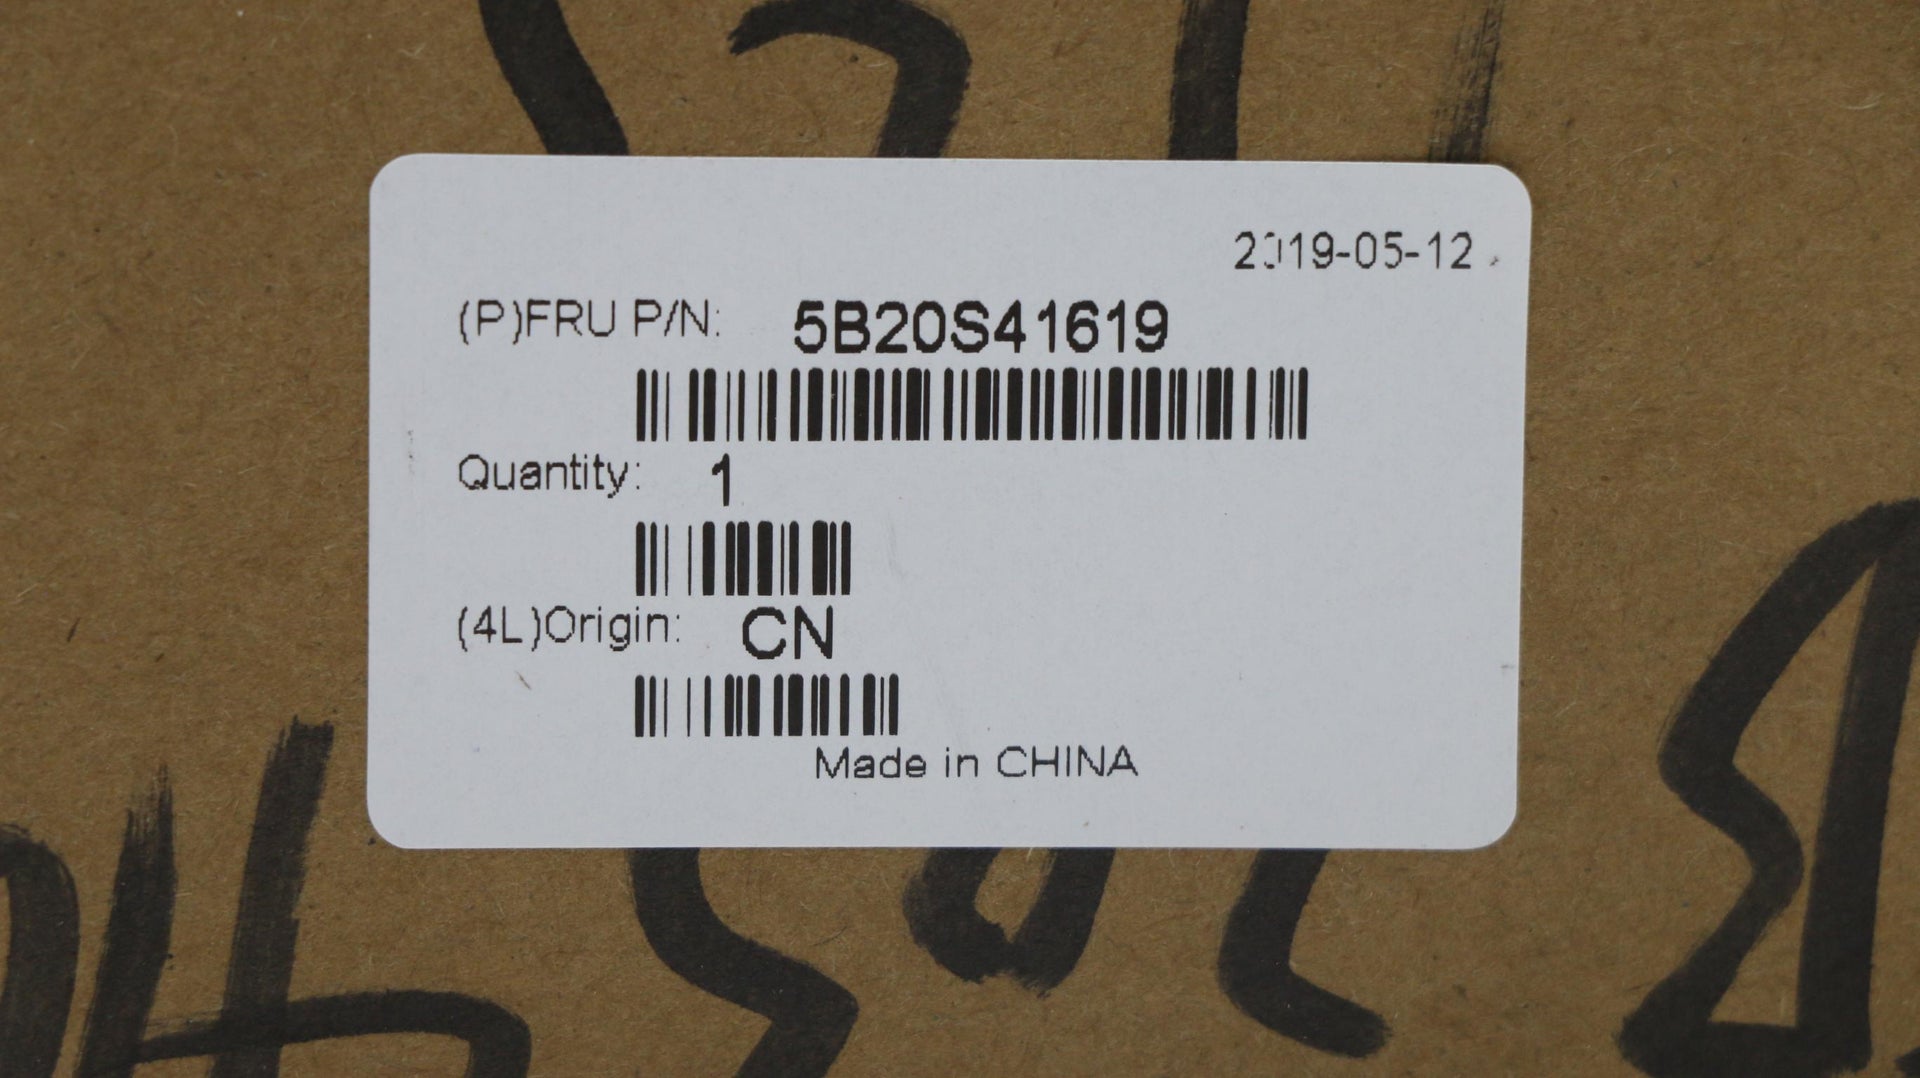 2019-05-12
(P)FRU P/N: 5B20S41619
Quantity: 1
(4L)Origin: CN
Made in CHINA